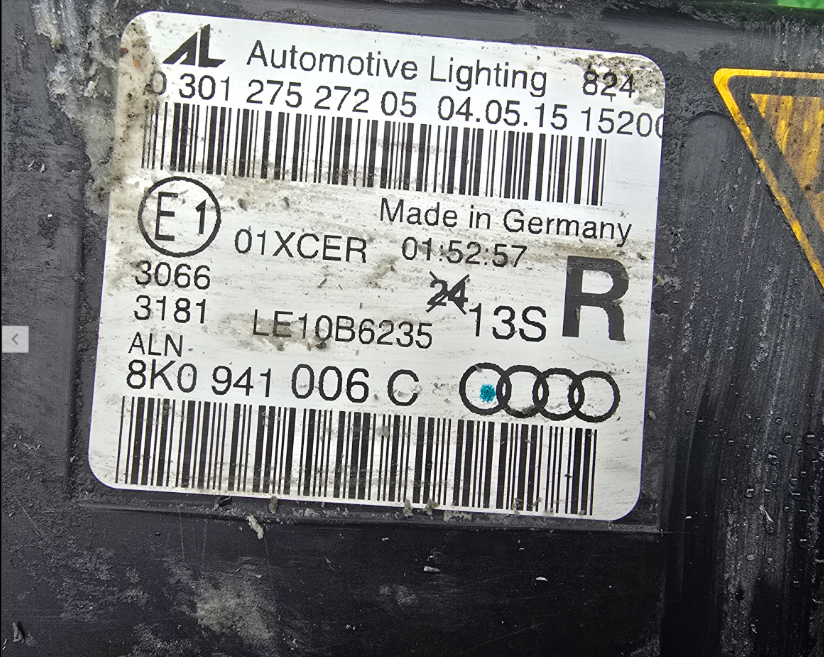 AL Automotive Lighting 824
0 301 275 272 05 04.05.15 1520
Made in Germany
E1
01XCER 01:52:57
3066
24
R
3181 LE10B6235 13S
ALN
8K0 941 006 C